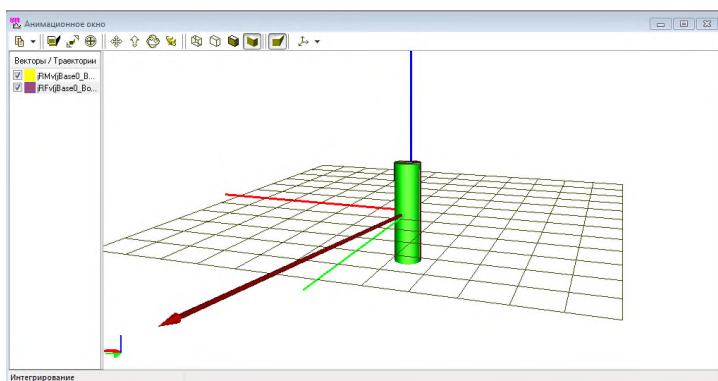 Анимационное окно
Векторы / Траектории
jRMv(jBase0_B...
jRFv(jBase0_Bo...
Интегрирование